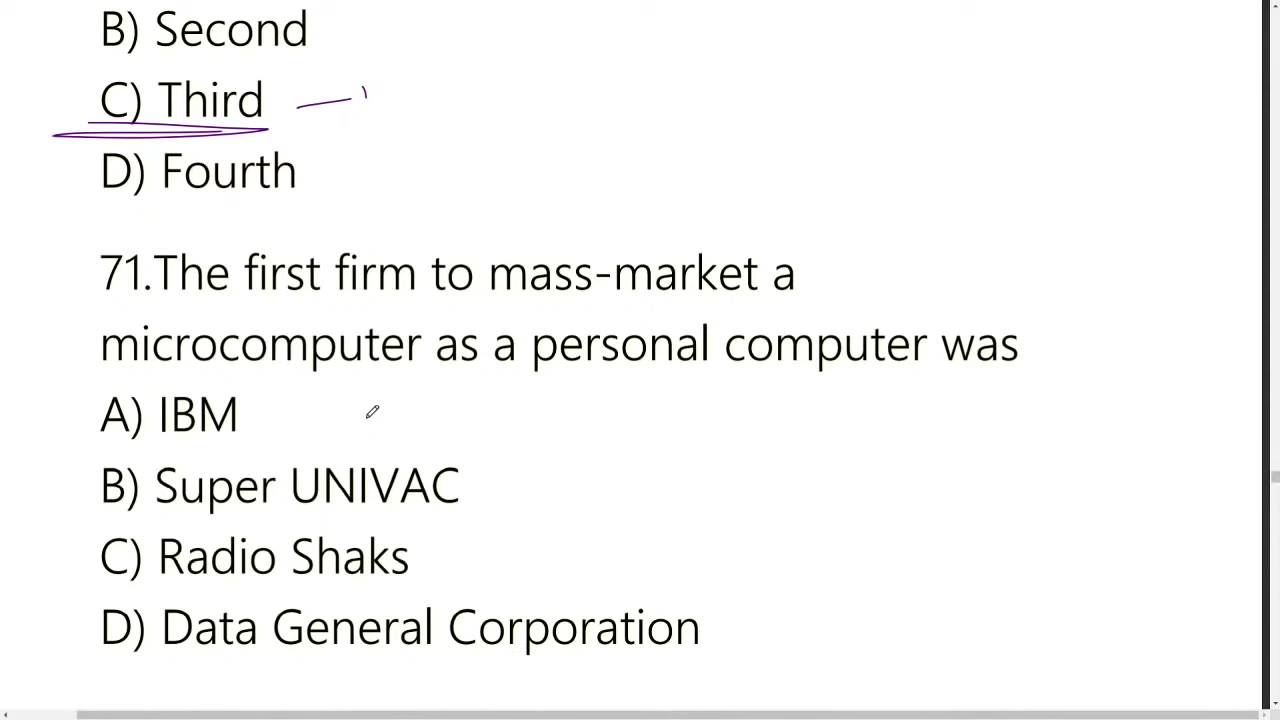 B) Second
C) Third
D) Fourth
71.The first firm to mass-market a
microcomputer as a personal computer was
A) IBM
B) Super UNIVAC
C) Radio Shaks
D) Data General Corporation